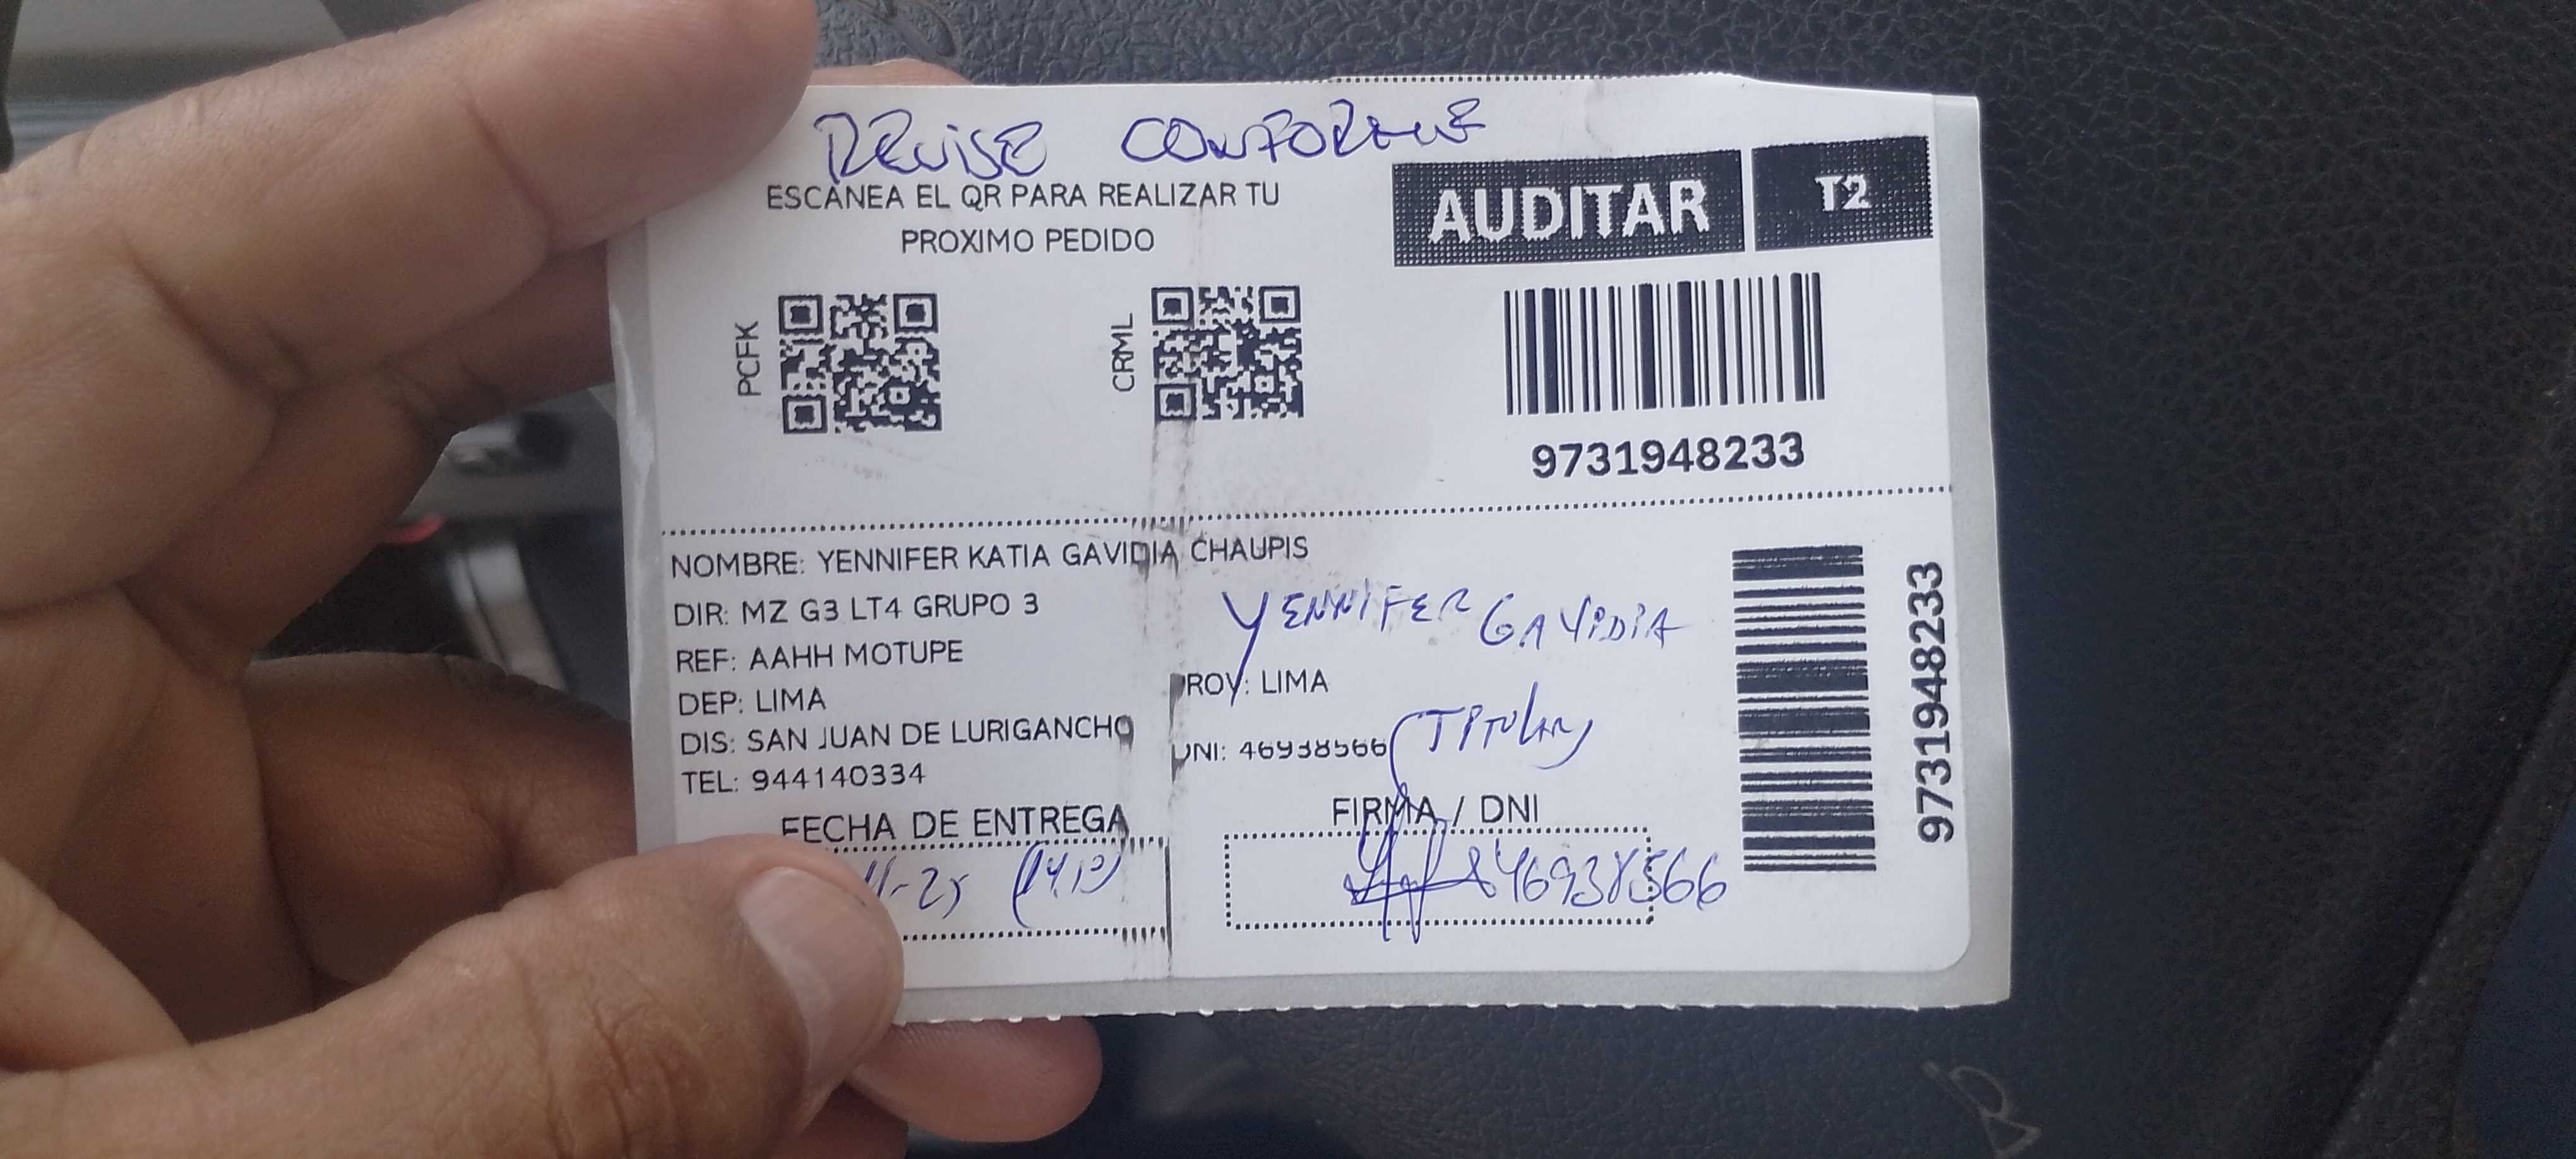 REVISE CONFORME
ESCANEA EL QR PARA REALIZAR TU
PROXIMO PEDIDO
AUDITAR
T2
PCFK
CRML
9731948233
NOMBRE: YENNIFER KATIA GAVIDIA CHAUPIS
DIR: MZ G3 LT4 GRUPO 3
YENNIFER GAVIDIA
REF: AAHH MOTUPE
DEP: LIMA
PROV: LIMA
(TITULAR)
DIS: SAN JUAN DE LURIGANCHO
DNI: 46938566
TEL: 944140334
9731948233
FECHA DE ENTREGA
FIRMA / DNI
46938566